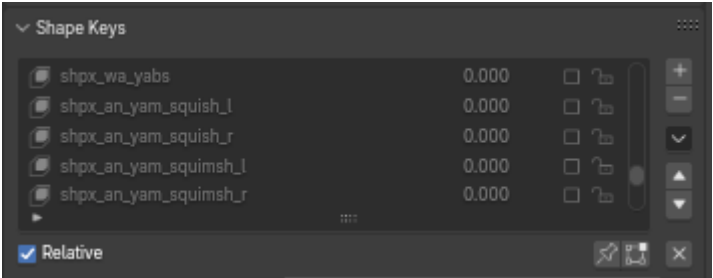 Shape Keys
shpx_wa_yabs 0.000
shpx_an_yam_squish_l 0.000
shpx_an_yam_squish_r 0.000
shpx_an_yam_squimsh_l 0.000
shpx_an_yam_squimsh_r 0.000
Relative